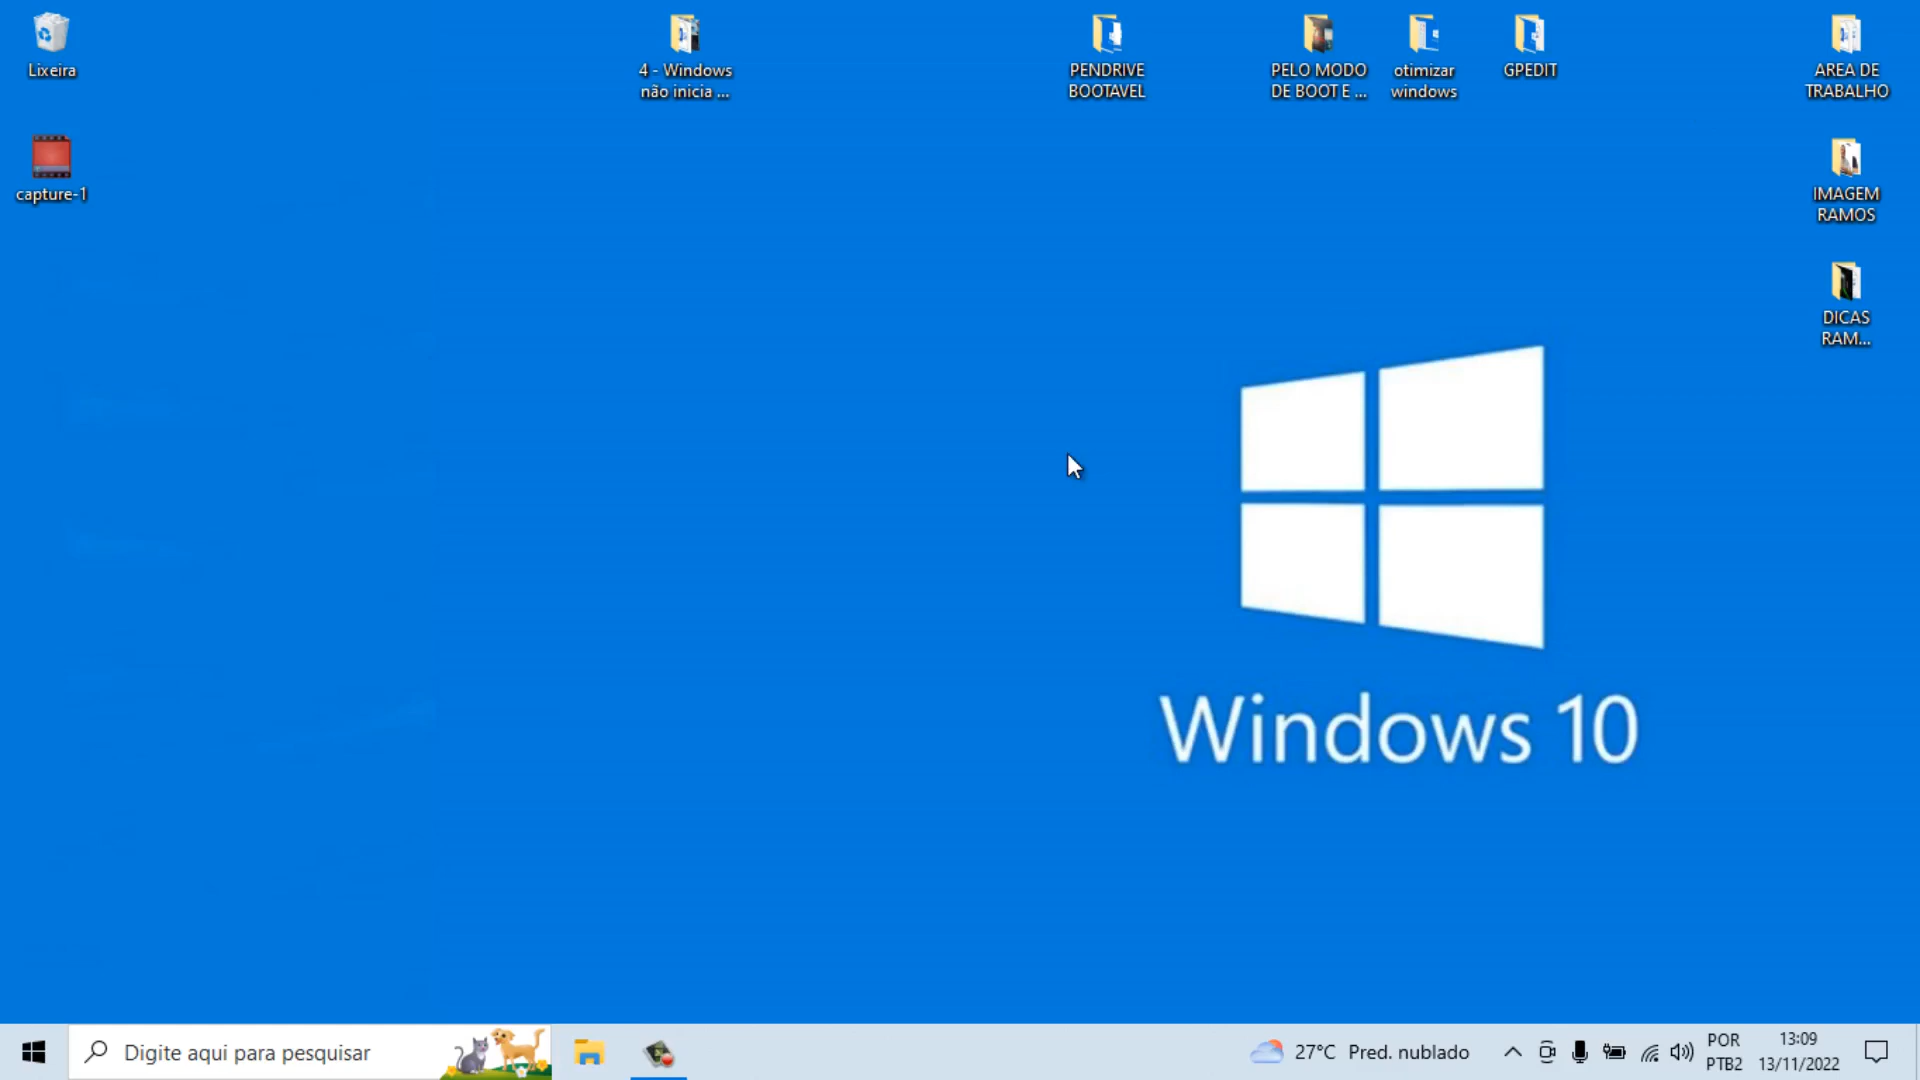 Lixeira
4 - Windows
não inicia ...
PENDRIVE
BOOTAVEL
PELO MODO
DE BOOT E ...
otimizar
windows
GPEDIT
AREA DE
TRABALHO
capture-1
IMAGEM
RAMOS
DICAS
RAM...
Windows 10
Digite aqui para pesquisar
27°C Pred. nublado
POR
PTB2
13:09
13/11/2022